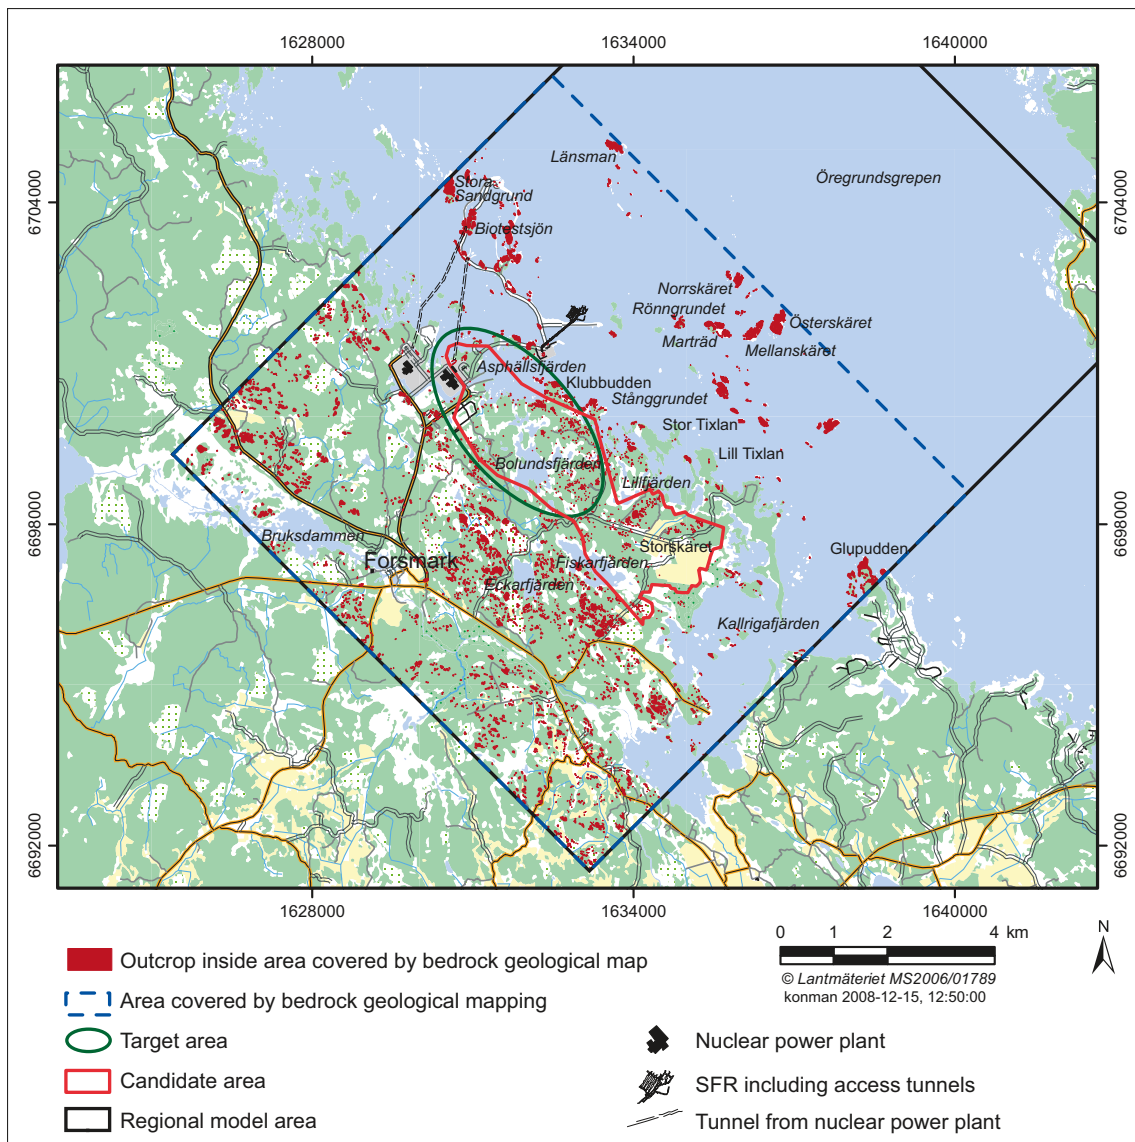 1628000
1634000
1640000
6704000
6704000
6698000
6698000
6692000
6692000
Länsman
Öregrundsgrepen
Stora
Sandgrund
Biotestsjön
Norrskäret
Rönngrundet
Österskäret
Marträd
Mellanskäret
Asphällsfjärden
Klubbudden
Stånggrundet
Stor Tixlan
Lill Tixlan
Bolundsfjärden
Lillfjärden
Bruksdammen
Storskäret
Glupudden
Forsmark
Fiskarfjärden
Eckarfjärden
Kallrigafjärden
1628000
1634000
1640000
Outcrop inside area covered by bedrock geological map
Area covered by bedrock geological mapping
Target area
Candidate area
Regional model area
0 1 2 4 km
© Lantmäteriet MS2006/01789
konman 2008-12-15, 12:50:00
N
Nuclear power plant
SFR including access tunnels
Tunnel from nuclear power plant